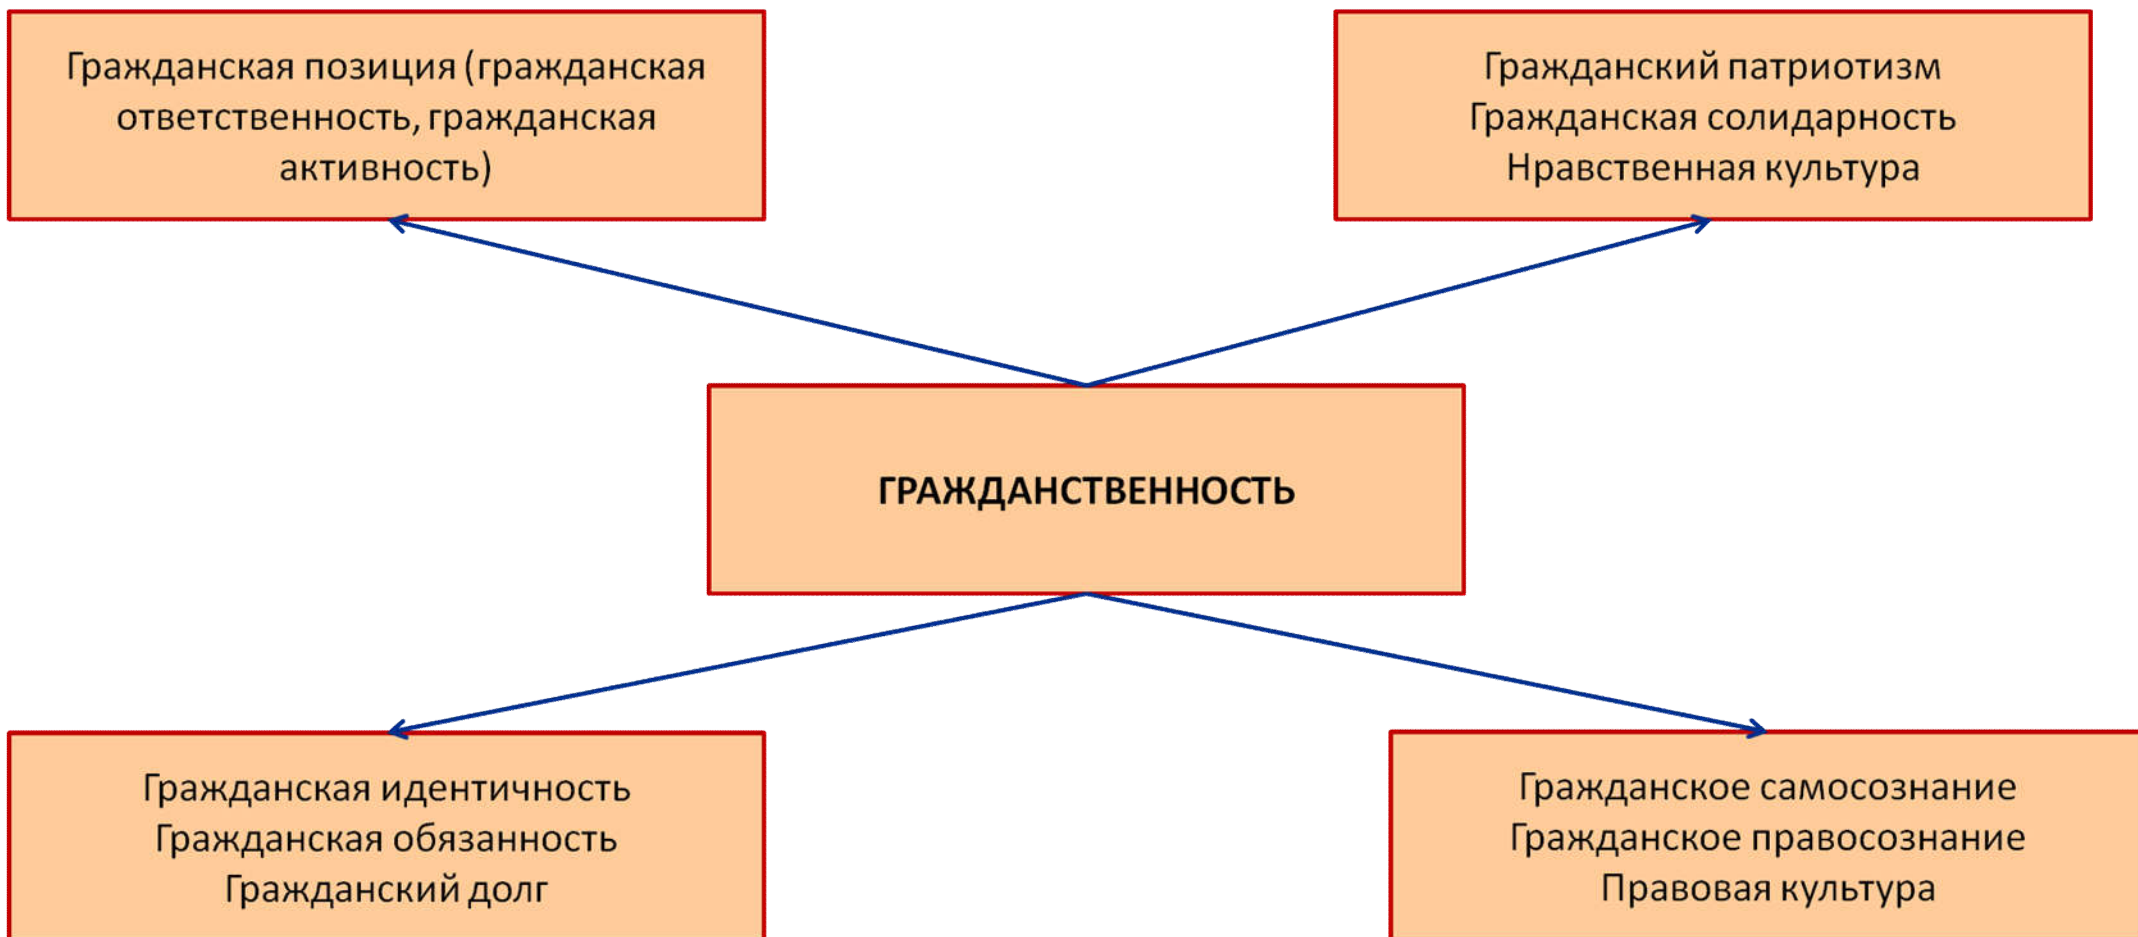 Гражданская позиция (гражданская
ответственность, гражданская
активность)
Гражданский патриотизм
Гражданская солидарность
Нравственная культура
ГРАЖДАНСТВЕННОСТЬ
Гражданская идентичность
Гражданская обязанность
Гражданский долг
Гражданское самосознание
Гражданское правосознание
Правовая культура